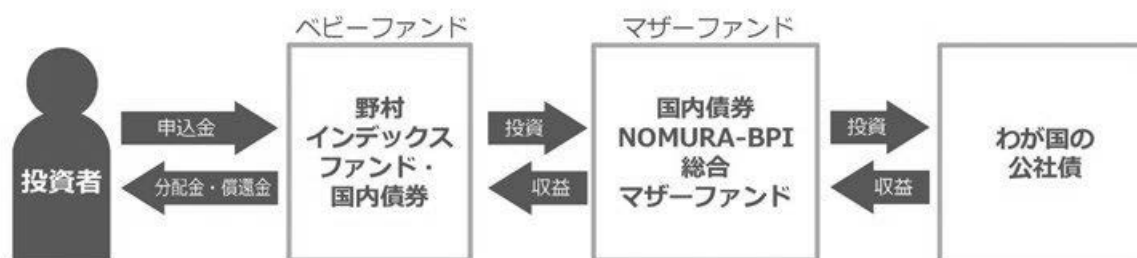 ベビーファンド
マザーファンド
投資者
申込金
分配金・償還金
野村
インデックス
ファンド・
国内債券
投資
収益
国内債券
NOMURA-BPI
総合
マザーファンド
投資
収益
わが国の
公社債